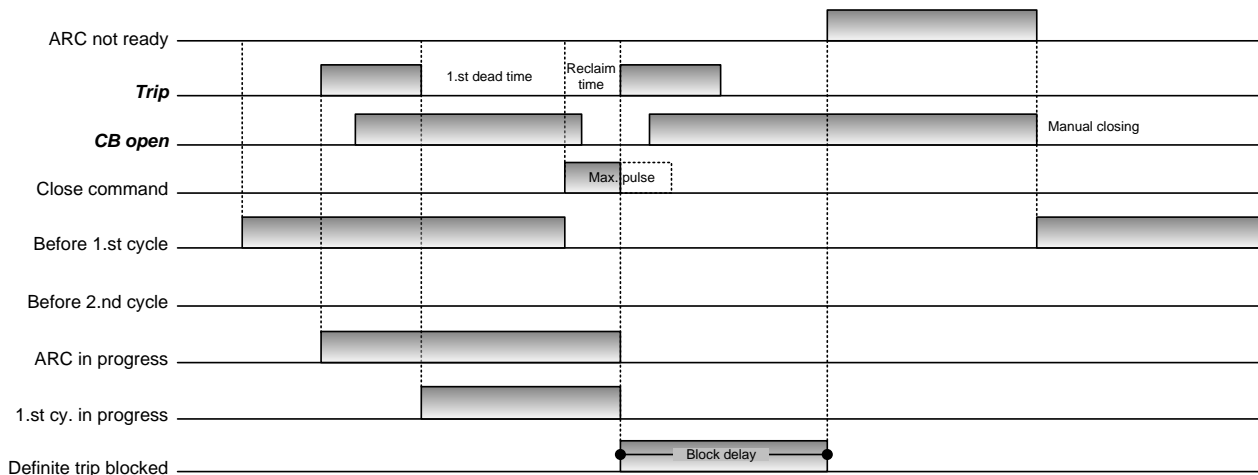 ARC not ready
Trip
1.st dead time
Reclaim
time
CB open
Manual closing
Close command
Max. pulse
Before 1.st cycle
Before 2.nd cycle
ARC in progress
1.st cy. in progress
Definite trip blocked
Block delay